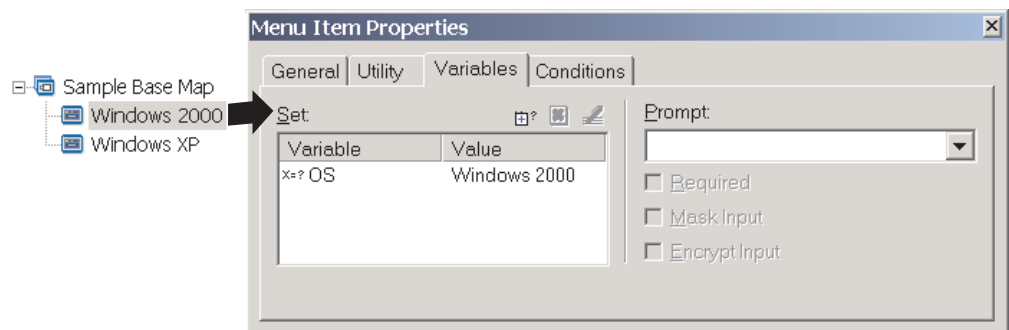 Menu Item Properties
General Utility Variables Conditions
Sample Base Map
Windows 2000
Windows XP
Set:
Variable Value
x=? OS Windows 2000
Prompt:
Required
Mask Input
Encrypt Input